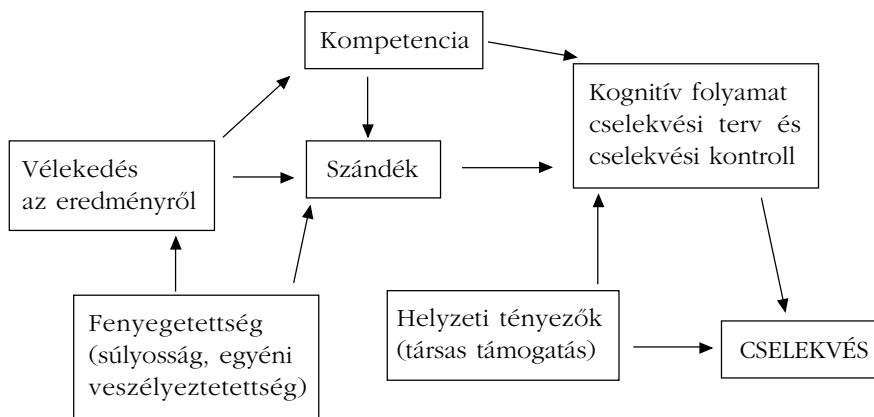 Kompetencia
Kognitív folyamat
cselekvési terv és
cselekvési kontroll
Vélekedés
az eredményről
Szándék
Fenyegetettség
(súlyosság, egyéni
veszélyeztetettség)
Helyzeti tényezők
(társas támogatás)
CSELEKVÉS